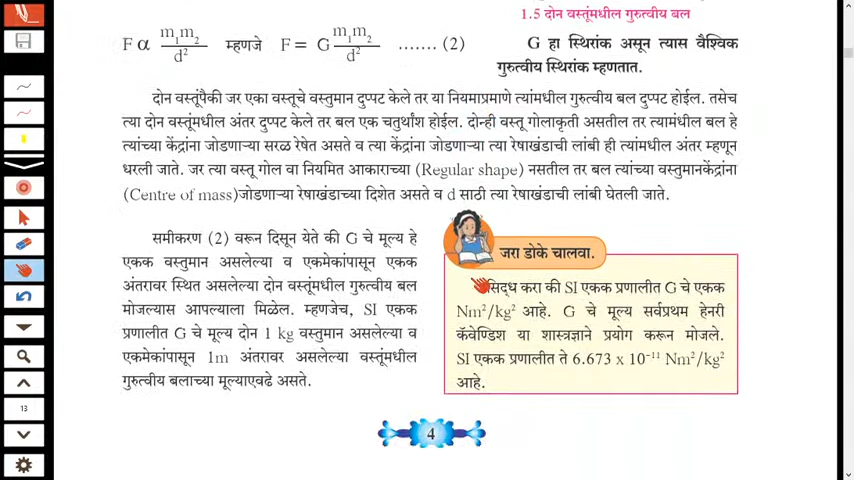 1.5 दोन वस्तूंमधील गुरुत्वीय बल
F α m₁m₂/d² म्हणजे F = G m₁m₂/d² ....... (2)
G हा स्थिरांक असून त्यास वैश्विक
गुरुत्वीय स्थिरांक म्हणतात.
दोन वस्तूंपैकी जर एका वस्तूचे वस्तुमान दुप्पट केले तर या नियमाप्रमाणे त्यांमधील गुरुत्वीय बल दुप्पट होईल. तसेच
त्या दोन वस्तूंमधील अंतर दुप्पट केले तर बल एक चतुर्थांश होईल. दोन्ही वस्तू गोलाकृती असतील तर त्यामंधील बल हे
त्यांच्या केंद्रांना जोडणाऱ्या सरळ रेषेत असते व त्या केंद्रांना जोडणाऱ्या त्या रेषाखंडाची लांबी ही त्यांमधील अंतर म्हणून
धरली जाते. जर त्या वस्तू गोल वा नियमित आकाराच्या (Regular shape) नसतील तर बल त्यांच्या वस्तुमानकेंद्रांना
(Centre of mass)जोडणाऱ्या रेषाखंडाच्या दिशेत असते व d साठी त्या रेषाखंडाची लांबी घेतली जाते.
समीकरण (2) वरून दिसून येते की G चे मूल्य हे
एकक वस्तुमान असलेल्या व एकमेकांपासून एकक
अंतरावर स्थित असलेल्या दोन वस्तूंमधील गुरुत्वीय बल
मोजल्यास आपल्याला मिळेल. म्हणजेच, SI एकक
प्रणालीत G चे मूल्य दोन 1 kg वस्तुमान असलेल्या व
एकमेकांपासून 1m अंतरावर असलेल्या वस्तूंमधील
गुरुत्वीय बलाच्या मूल्याएवढे असते.
जरा डोके चालवा.
सिद्ध करा की SI एकक प्रणालीत G चे एकक
Nm²/kg² आहे. G चे मूल्य सर्वप्रथम हेनरी
कॅवेन्डिश या शास्त्रज्ञाने प्रयोग करून मोजले.
SI एकक प्रणालीत ते 6.673 x 10⁻¹¹ Nm²/kg²
आहे.
4
13